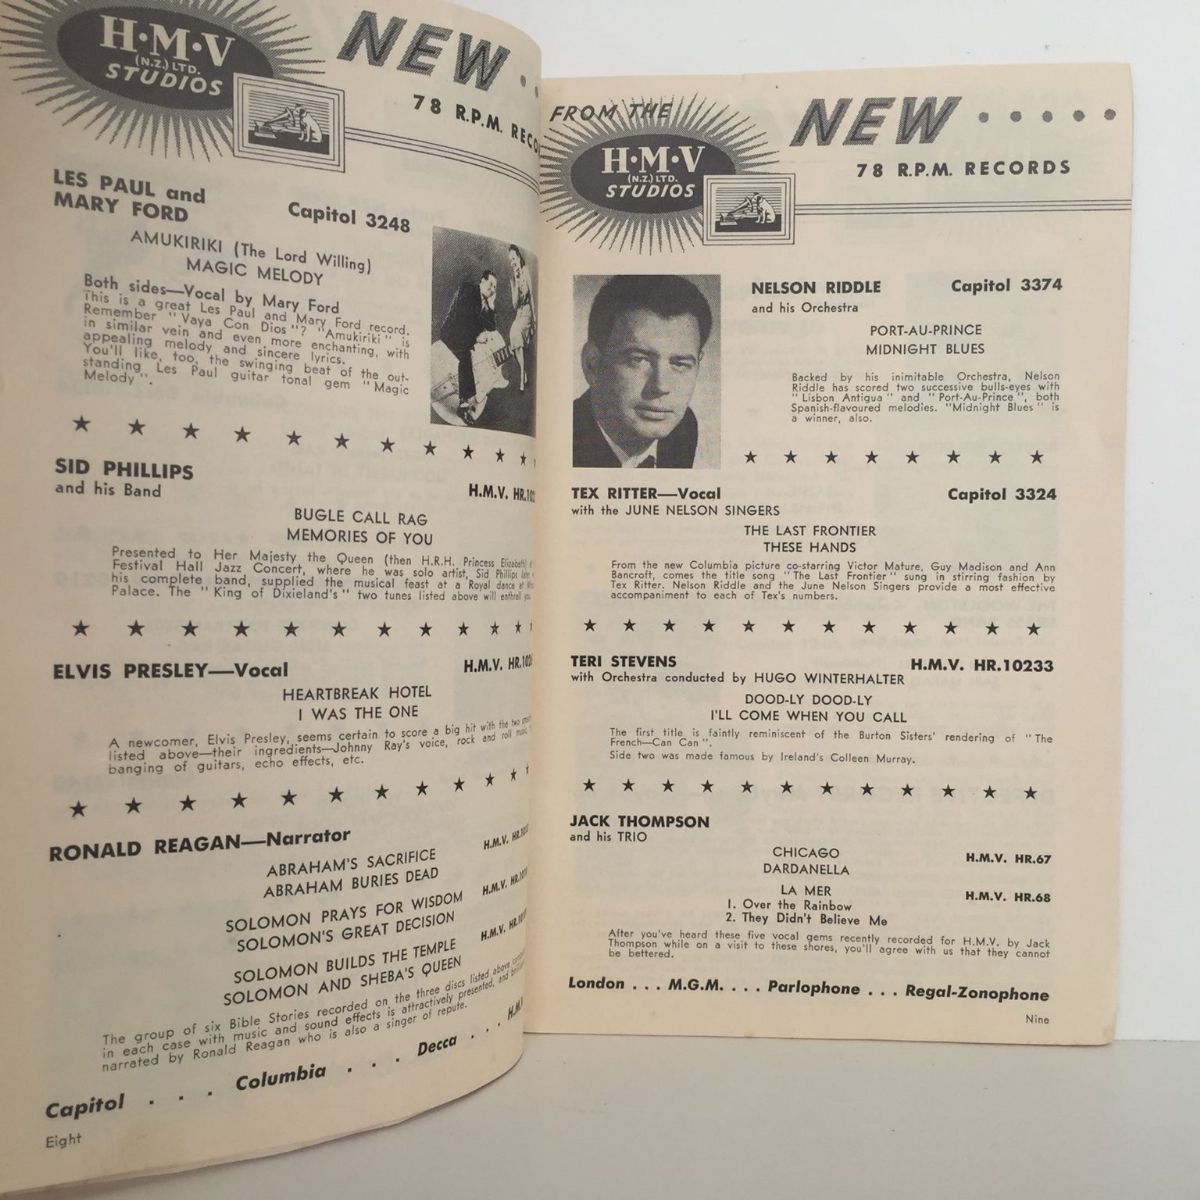 H·M·V
(N.Z.) LTD.
STUDIOS
NEW
78 R.P.M.
LES PAUL and
MARY FORD
Capitol 3248
AMUKIRIKI (The Lord Willing)
MAGIC MELODY
Both sides—Vocal by Mary Ford
This is a great Les Paul and Mary Ford record.
Remember "Vaya Con Dios"? "Amukiriki" is
in similar vein and even more enchanting, with
appealing melody and sincere lyrics.
You'll like, too, the swinging beat of the out-
standing Les Paul guitar tonal gem "Magic
Melody".
SID PHILLIPS
and his Band
H.M.V.
BUGLE CALL RAG
MEMORIES OF YOU
Presented to Her Majesty the Queen (then H.R.H. Princess Elizabeth)
Festival Hall Jazz Concert, where he was solo artist, Sid Phillips later
his complete band, supplied the musical feast at a Royal dance at
Palace. The "King of Dixieland's" two tunes listed above will enthrall
ELVIS PRESLEY—Vocal
H.M.V.
HEARTBREAK HOTEL
I WAS THE ONE
A newcomer, Elvis Presley, seems certain to score a big hit with the two
listed above—their ingredients—Johnny Ray's voice, rock and roll
banging of guitars, echo effects, etc.
RONALD REAGAN—Narrator
ABRAHAM'S SACRIFICE
H.M.V.
ABRAHAM BURIES DEAD
SOLOMON PRAYS FOR WISDOM
H.M.V.
SOLOMON'S GREAT DECISION
SOLOMON BUILDS THE TEMPLE
H.M.V.
SOLOMON AND SHEBA'S QUEEN
The group of six Bible Stories recorded on the three discs listed above
in each case with music and sound effects is attractively presented, and
narrated by Ronald Reagan who is also a singer of repute.
Capitol . . . Columbia . . . Decca . . .
Eight
FROM THE
H·M·V
(N.Z.) LTD.
STUDIOS
NEW . . . . .
78 R.P.M. RECORDS
NELSON RIDDLE Capitol 3374
and his Orchestra
PORT-AU-PRINCE
MIDNIGHT BLUES
Backed by his inimitable Orchestra, Nelson
Riddle has scored two successive bulls-eyes with
"Lisbon Antigua" and "Port-Au-Prince", both
Spanish-flavoured melodies. "Midnight Blues" is
a winner, also.
TEX RITTER—Vocal Capitol 3324
with the JUNE NELSON SINGERS
THE LAST FRONTIER
THESE HANDS
From the new Columbia picture co-starring Victor Mature, Guy Madison and Ann
Bancroft, comes the title song "The Last Frontier" sung in stirring fashion by
Tex Ritter. Nelson Riddle and the June Nelson Singers provide a most effective
accompaniment to each of Tex's numbers.
TERI STEVENS H.M.V. HR.10233
with Orchestra conducted by HUGO WINTERHALTER
DOOD-LY DOOD-LY
I'LL COME WHEN YOU CALL
The first title is faintly reminiscent of the Burton Sisters' rendering of "The
French—Can Can".
Side two was made famous by Ireland's Colleen Murray.
JACK THOMPSON
and his TRIO
CHICAGO H.M.V. HR.67
DARDANELLA
LA MER H.M.V. HR.68
1. Over the Rainbow
2. They Didn't Believe Me
After you've heard these five vocal gems recently recorded for H.M.V. by Jack
Thompson while on a visit to these shores, you'll agree with us that they cannot
be bettered.
London . . . M.G.M. . . . Parlophone . . . Regal-Zonophone
Nine